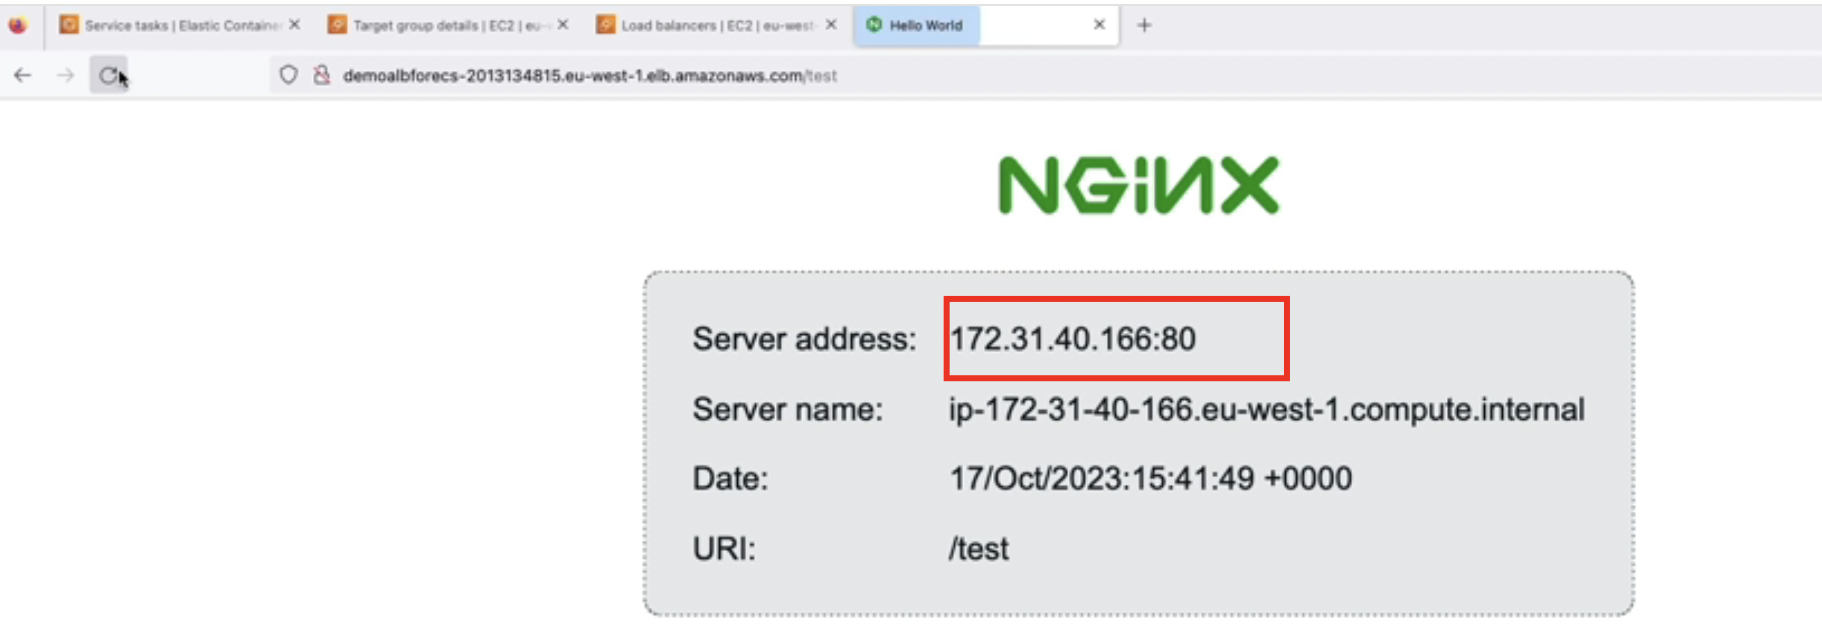 Service tasks | Elastic Container
Target group details | EC2 | eu-
Load balancers | EC2 | eu-west-
Hello World
demoalbforecs-2013134815.eu-west-1.elb.amazonaws.com/test
NGINX
Server address: 172.31.40.166:80
Server name: ip-172-31-40-166.eu-west-1.compute.internal
Date: 17/Oct/2023:15:41:49 +0000
URI: /test